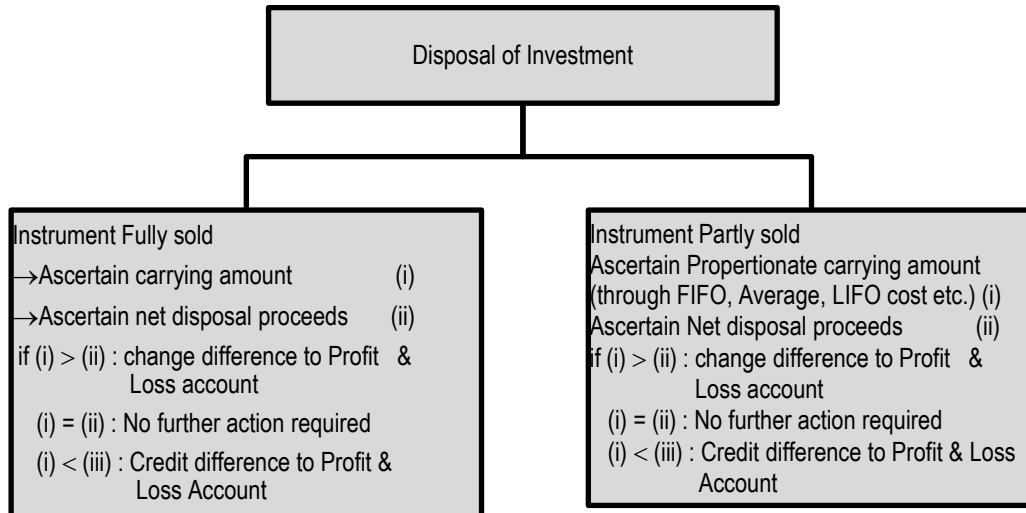 Disposal of Investment
Instrument Fully sold
→Ascertain carrying amount (i)
→Ascertain net disposal proceeds (ii)
if (i) > (ii) : change difference to Profit &
Loss account
(i) = (ii) : No further action required
(i) < (iii) : Credit difference to Profit &
Loss Account
Instrument Partly sold
Ascertain Propertionate carrying amount
(through FIFO, Average, LIFO cost etc.) (i)
Ascertain Net disposal proceeds (ii)
if (i) > (ii) : change difference to Profit &
Loss account
(i) = (ii) : No further action required
(i) < (iii) : Credit difference to Profit & Loss
Account